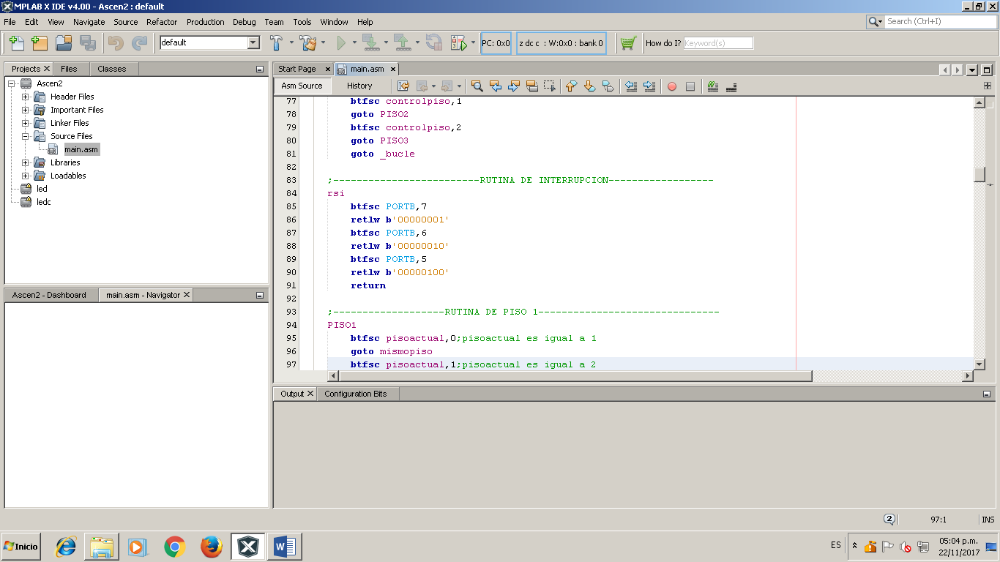 MPLAB X IDE v4.00 - Ascen2 : default
File Edit View Navigate Source Refactor Production Debug Team Tools Window Help
Search (Ctrl+I)
default
PC: 0x0
z dc c : W:0x0 : bank 0
How do I? Keyword(s)
Projects Files Classes
Ascen2
Header Files
Important Files
Linker Files
Source Files
main.asm
Libraries
Loadables
led
ledc
Ascen2 - Dashboard main.asm - Navigator
Start Page main.asm
Asm Source History
77 btfsc controlpiso,1
78 goto PISO2
79 btfsc controlpiso,2
80 goto PISO3
81 goto _bucle
82
83 ;-------------------------RUTINA DE INTERRUPCION------------------
84 rsi
85 btfsc PORTB,7
86 retlw b'00000001'
87 btfsc PORTB,6
88 retlw b'00000010'
89 btfsc PORTB,5
90 retlw b'00000100'
91 return
92
93 ;-------------------RUTINA DE PISO 1-------------------------------
94 PISO1
95 btfsc pisoactual,0;pisoactual es igual a 1
96 goto mismopiso
97 btfsc pisoactual,1;pisoactual es igual a 2
Output Configuration Bits
2 97:1 INS
Inicio
ES
05:04 p.m.
22/11/2017